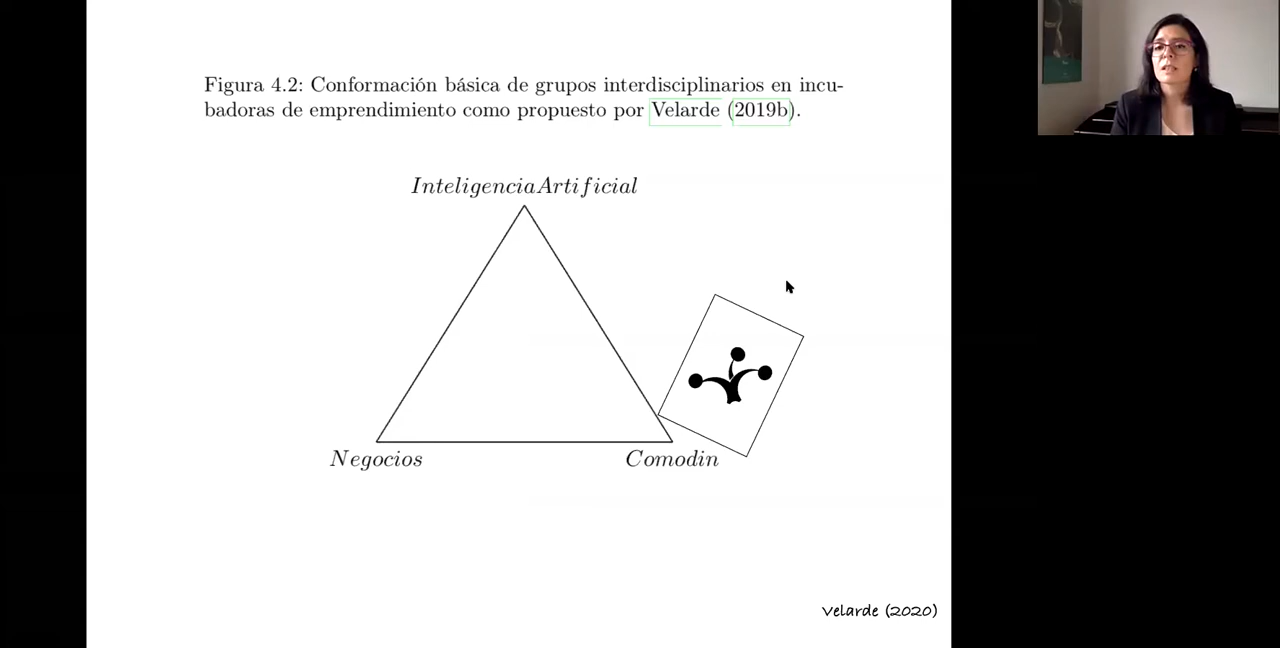 Figura 4.2: Conformación básica de grupos interdisciplinarios en incu-
badoras de emprendimiento como propuesto por Velarde (2019b).
InteligenciaArtificial
Negocios
Comodin
Velarde (2020)